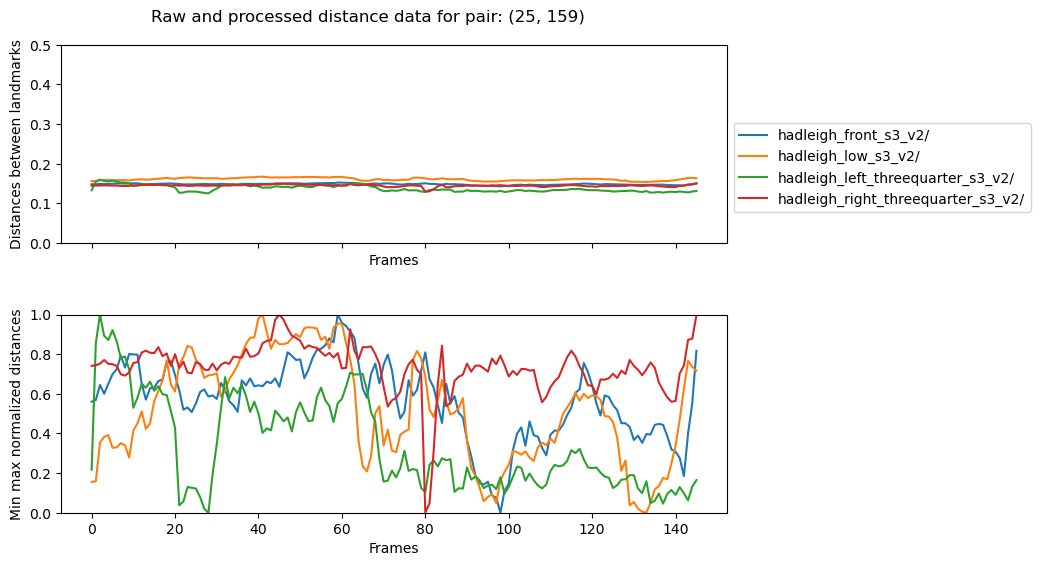 Raw and processed distance data for pair: (25, 159)
Distances between landmarks
0.5
0.4
0.3
0.2
0.1
0.0
Frames
hadleigh_front_s3_v2/
hadleigh_low_s3_v2/
hadleigh_left_threequarter_s3_v2/
hadleigh_right_threequarter_s3_v2/
Min max normalized distances
1.0
0.8
0.6
0.4
0.2
0.0
0 20 40 60 80 100 120 140
Frames